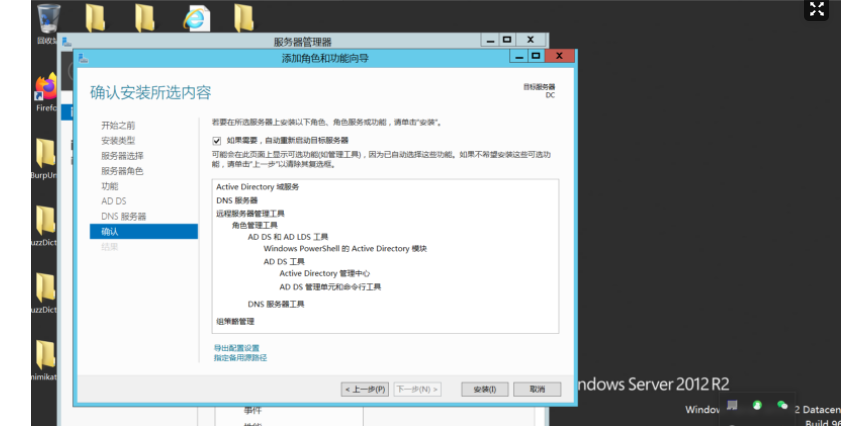 服务器管理器
添加角色和功能向导
确认安装所选内容
目标服务器
DC
开始之前
安装类型
服务器选择
服务器角色
功能
AD DS
DNS 服务器
确认
结果
若要在所选服务器上安装以下角色、角色服务或功能，请单击"安装"。
如果需要，自动重新启动目标服务器
可能会在此页面上显示可选功能(如管理工具)，因为已自动选择这些功能。如果不希望安装这些可选功
能，请单击"上一步"以清除其复选框。
Active Directory 域服务
DNS 服务器
远程服务器管理工具
角色管理工具
AD DS 和 AD LDS 工具
Windows PowerShell 的 Active Directory 模块
AD DS 工具
Active Directory 管理中心
AD DS 管理单元和命令行工具
DNS 服务器工具
组策略管理
导出配置设置
指定备用源路径
< 上一步(P)
下一步(N) >
安装(I)
取消
事件
回收
Firefo
BurpUn
uzzDict
uzzDict
mimikat
ndows Server 2012 R2
Window
2 Datacen
Build 96